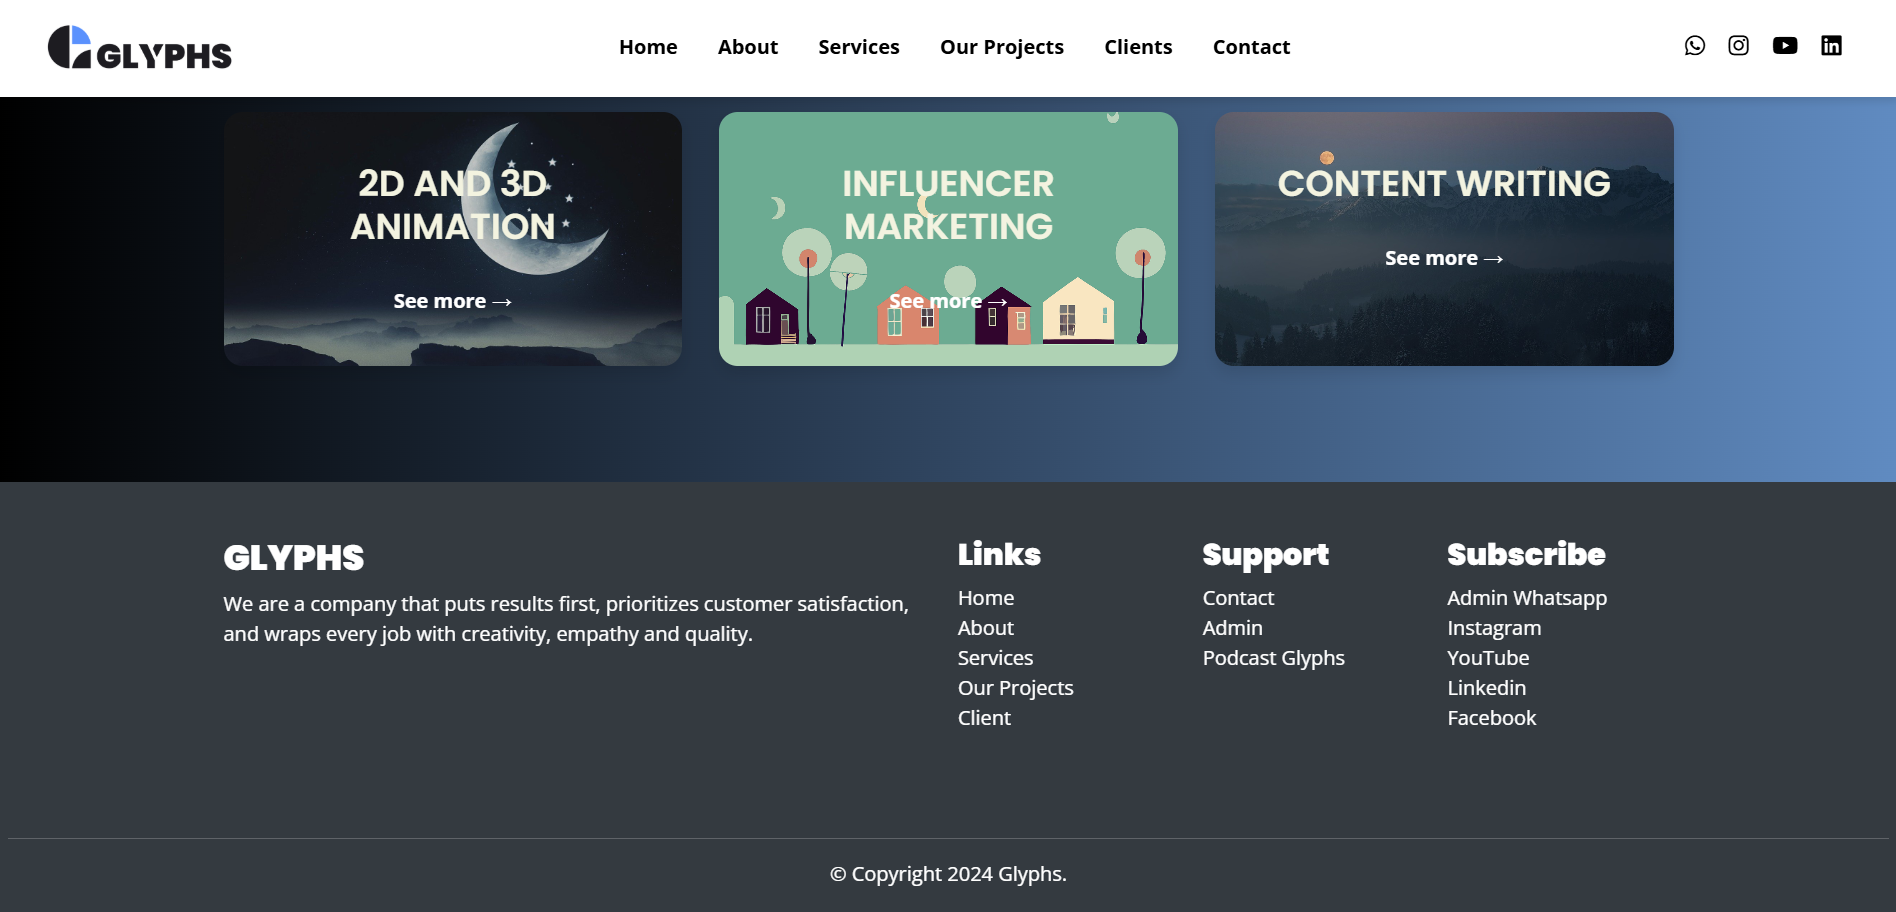 GLYPHS
Home About Services Our Projects Clients Contact
2D AND 3D
ANIMATION
See more →
INFLUENCER
MARKETING
See more →
CONTENT WRITING
See more →
GLYPHS
We are a company that puts results first, prioritizes customer satisfaction,
and wraps every job with creativity, empathy and quality.
Links
Home
About
Services
Our Projects
Client
Support
Contact
Admin
Podcast Glyphs
Subscribe
Admin Whatsapp
Instagram
YouTube
Linkedin
Facebook
© Copyright 2024 Glyphs.